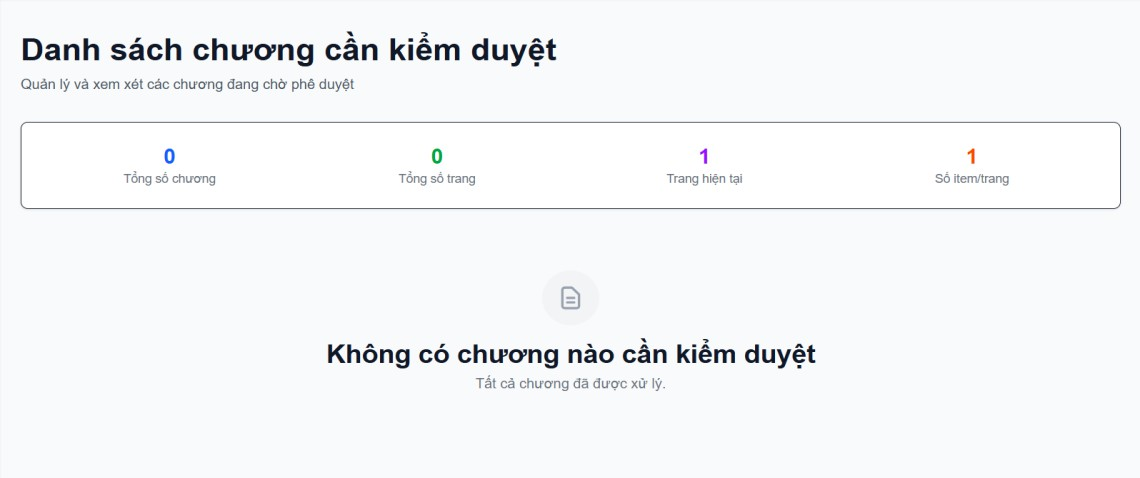 Danh sách chương cần kiểm duyệt
Quản lý và xem xét các chương đang chờ phê duyệt
0
Tổng số chương
0
Tổng số trang
1
Trang hiện tại
1
Số item/trang
Không có chương nào cần kiểm duyệt
Tất cả chương đã được xử lý.